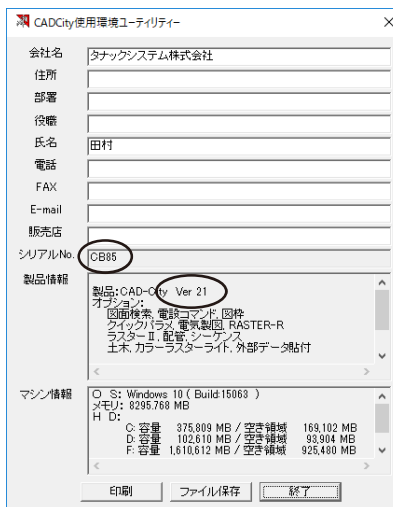 CADCity使用環境ユーティリティー
会社名 タナックシステム株式会社
住所
部署
役職
氏名 田村
電話
FAX
E-mail
販売店
シリアルNo. CB85
製品情報
製品:CAD-City Ver 21
オプション:
図面検索, 電設コマンド, 図枠
クイックパラメ, 電気製図, RASTER-R
ラスターⅡ, 配管, シーケンス
土木, カラーラスターライト, 外部データ貼付
マシン情報
O S: Windows 10 ( Build:15063 )
メモリ: 8295.768 MB
H D:
C: 容量 375,809 MB / 空き領域 169,102 MB
D: 容量 102,610 MB / 空き領域 93,904 MB
F: 容量 1,610,612 MB / 空き領域 925,480 MB
印刷 ファイル保存 終了